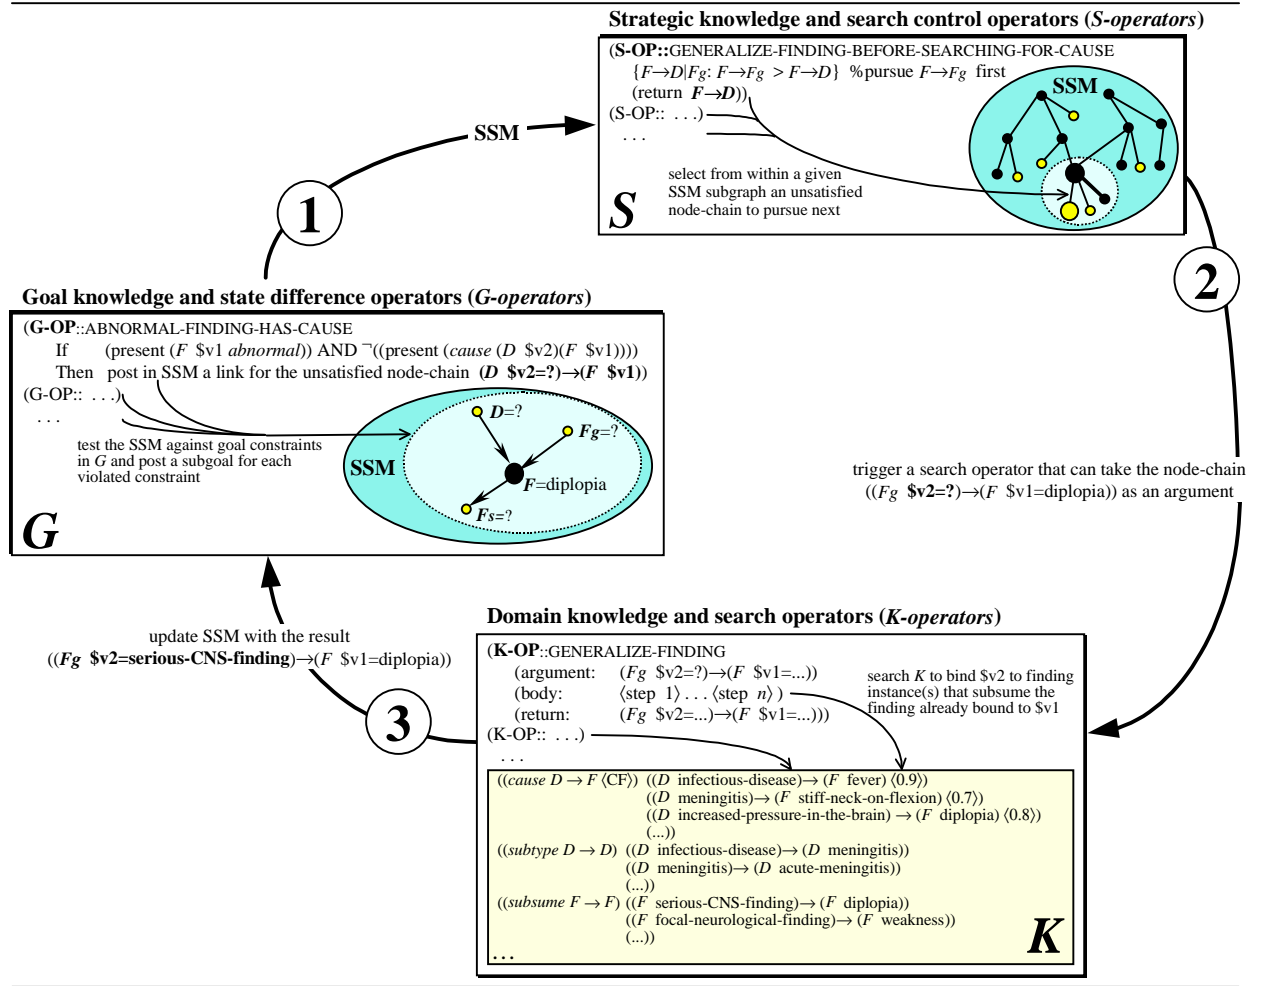 Strategic knowledge and search control operators (S-operators)
(S-OP::GENERALIZE-FINDING-BEFORE-SEARCHING-FOR-CAUSE
{F→D|Fg: F→Fg > F→D} %pursue F→Fg first
(return F→D))
(S-OP:: . . .)
. . .
SSM
select from within a given
SSM subgraph an unsatisfied
node-chain to pursue next
S
SSM
1
2
Goal knowledge and state difference operators (G-operators)
(G-OP::ABNORMAL-FINDING-HAS-CAUSE
If (present (F $v1 abnormal)) AND ¬((present (cause (D $v2)(F $v1))))
Then post in SSM a link for the unsatisfied node-chain (D $v2=?)→(F $v1))
(G-OP:: . . .)
. . .
test the SSM against goal constraints
in G and post a subgoal for each
violated constraint
SSM
D=?
Fg=?
F=diplopia
Fs=?
G
trigger a search operator that can take the node-chain
((Fg $v2=?)→(F $v1=diplopia)) as an argument
update SSM with the result
((Fg $v2=serious-CNS-finding)→(F $v1=diplopia))
3
Domain knowledge and search operators (K-operators)
(K-OP::GENERALIZE-FINDING
(argument: (Fg $v2=?)→(F $v1=...))
(body: ⟨step 1⟩ . . . ⟨step n⟩ )
(return: (Fg $v2=...)→(F $v1=...)))
(K-OP:: . . .)
. . .
search K to bind $v2 to finding
instance(s) that subsume the
finding already bound to $v1
((cause D → F ⟨CF⟩) ((D infectious-disease)→ (F fever) ⟨0.9⟩)
((D meningitis)→ (F stiff-neck-on-flexion) ⟨0.7⟩)
((D increased-pressure-in-the-brain) → (F diplopia) ⟨0.8⟩)
(...))
((subtype D → D) ((D infectious-disease)→ (D meningitis))
((D meningitis)→ (D acute-meningitis))
(...))
((subsume F → F) ((F serious-CNS-finding)→ (F diplopia))
((F focal-neurological-finding)→ (F weakness))
(...))
. . .
K